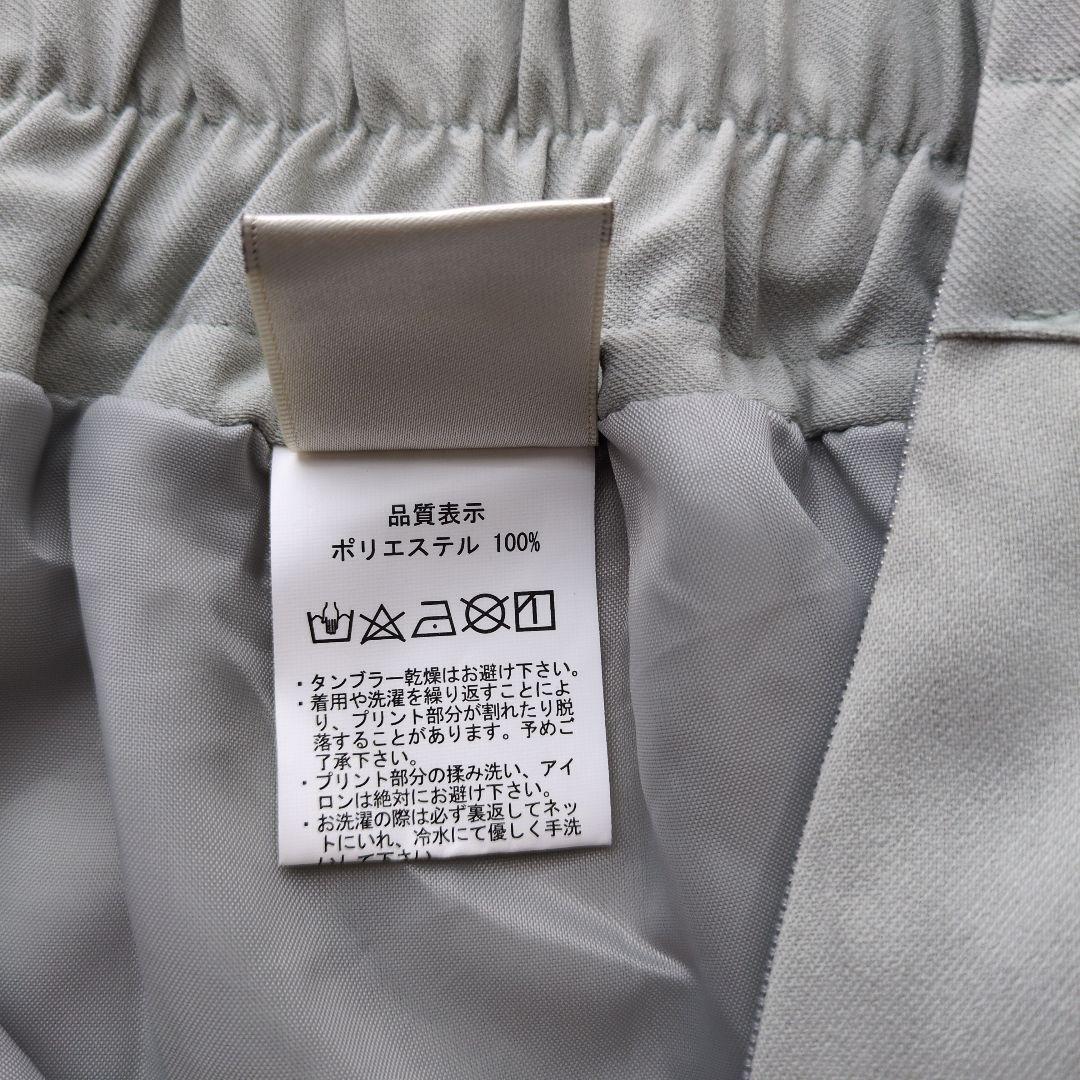 品質表示
ポリエステル 100%
・タンブラー乾燥はお避け下さい。
・着用や洗濯を繰り返すことによ
り、プリント部分が割れたり脱
落することがあります。予めご
了承下さい。
・プリント部分の揉み洗い、アイ
ロンは絶対にお避け下さい。
・お洗濯の際は必ず裏返してネッ
トにいれ、冷水にて優しく手洗
いして下さい